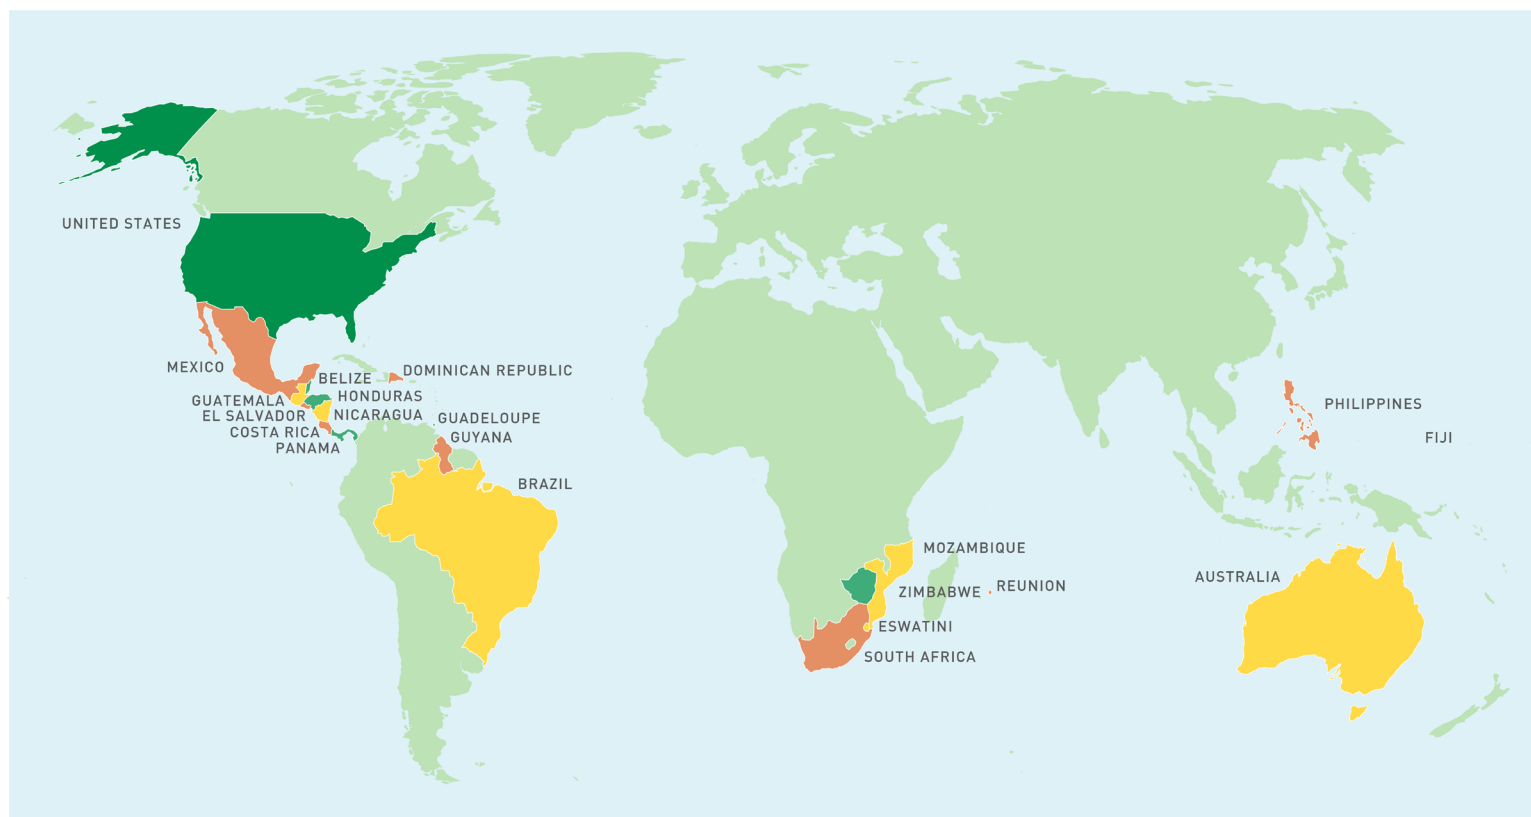 UNITED STATES
MEXICO
DOMINICAN REPUBLIC
BELIZE
GUATEMALA
HONDURAS
EL SALVADOR
NICARAGUA
COSTA RICA
GUADELOUPE
PANAMA
GUYANA
BRAZIL
PHILIPPINES
FIJI
MOZAMBIQUE
AUSTRALIA
ZIMBABWE
REUNION
ESWATINI
SOUTH AFRICA